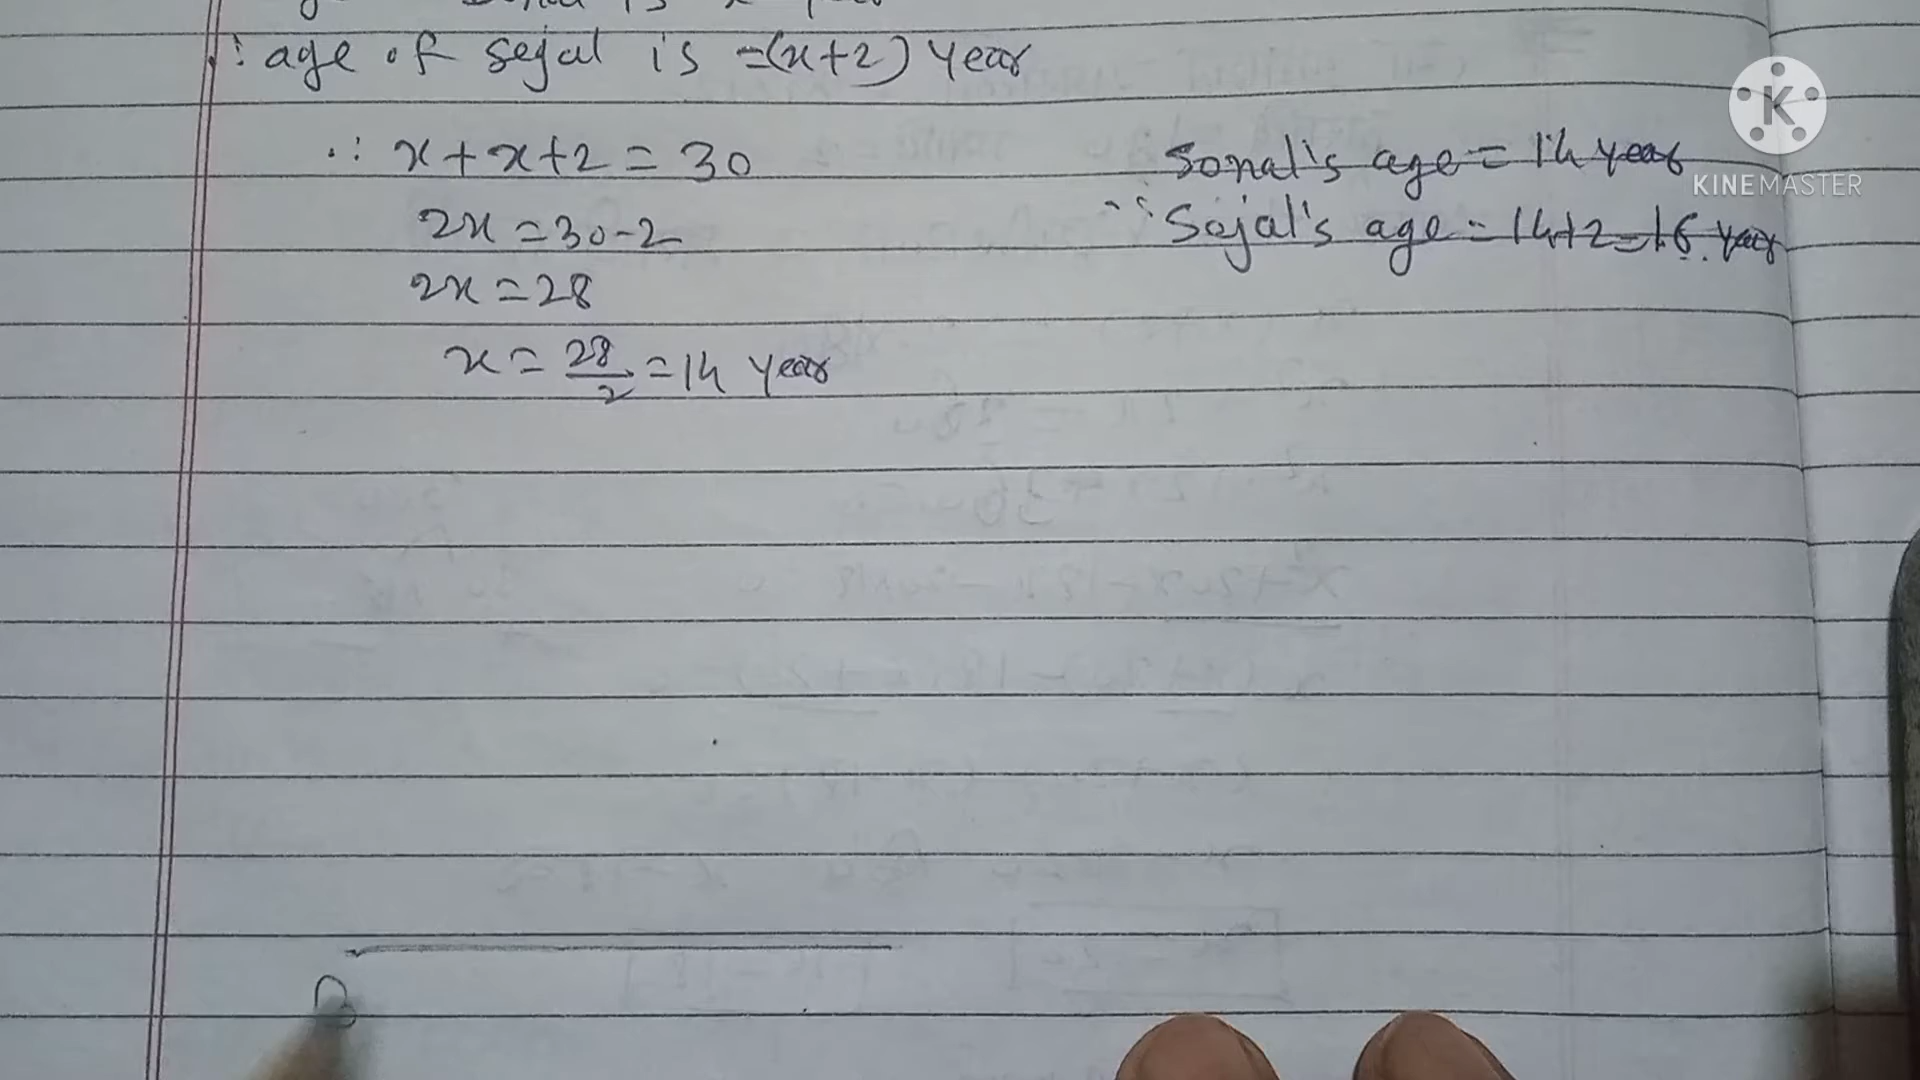 ∴ age of sejal is =(x+2) year
∴ x+x+2=30
2x=30-2
2x=28
x=28/2=14 year
Sonal's age=14 year
∴ Sejal's age=14+2=16 year
K
KINEMASTER